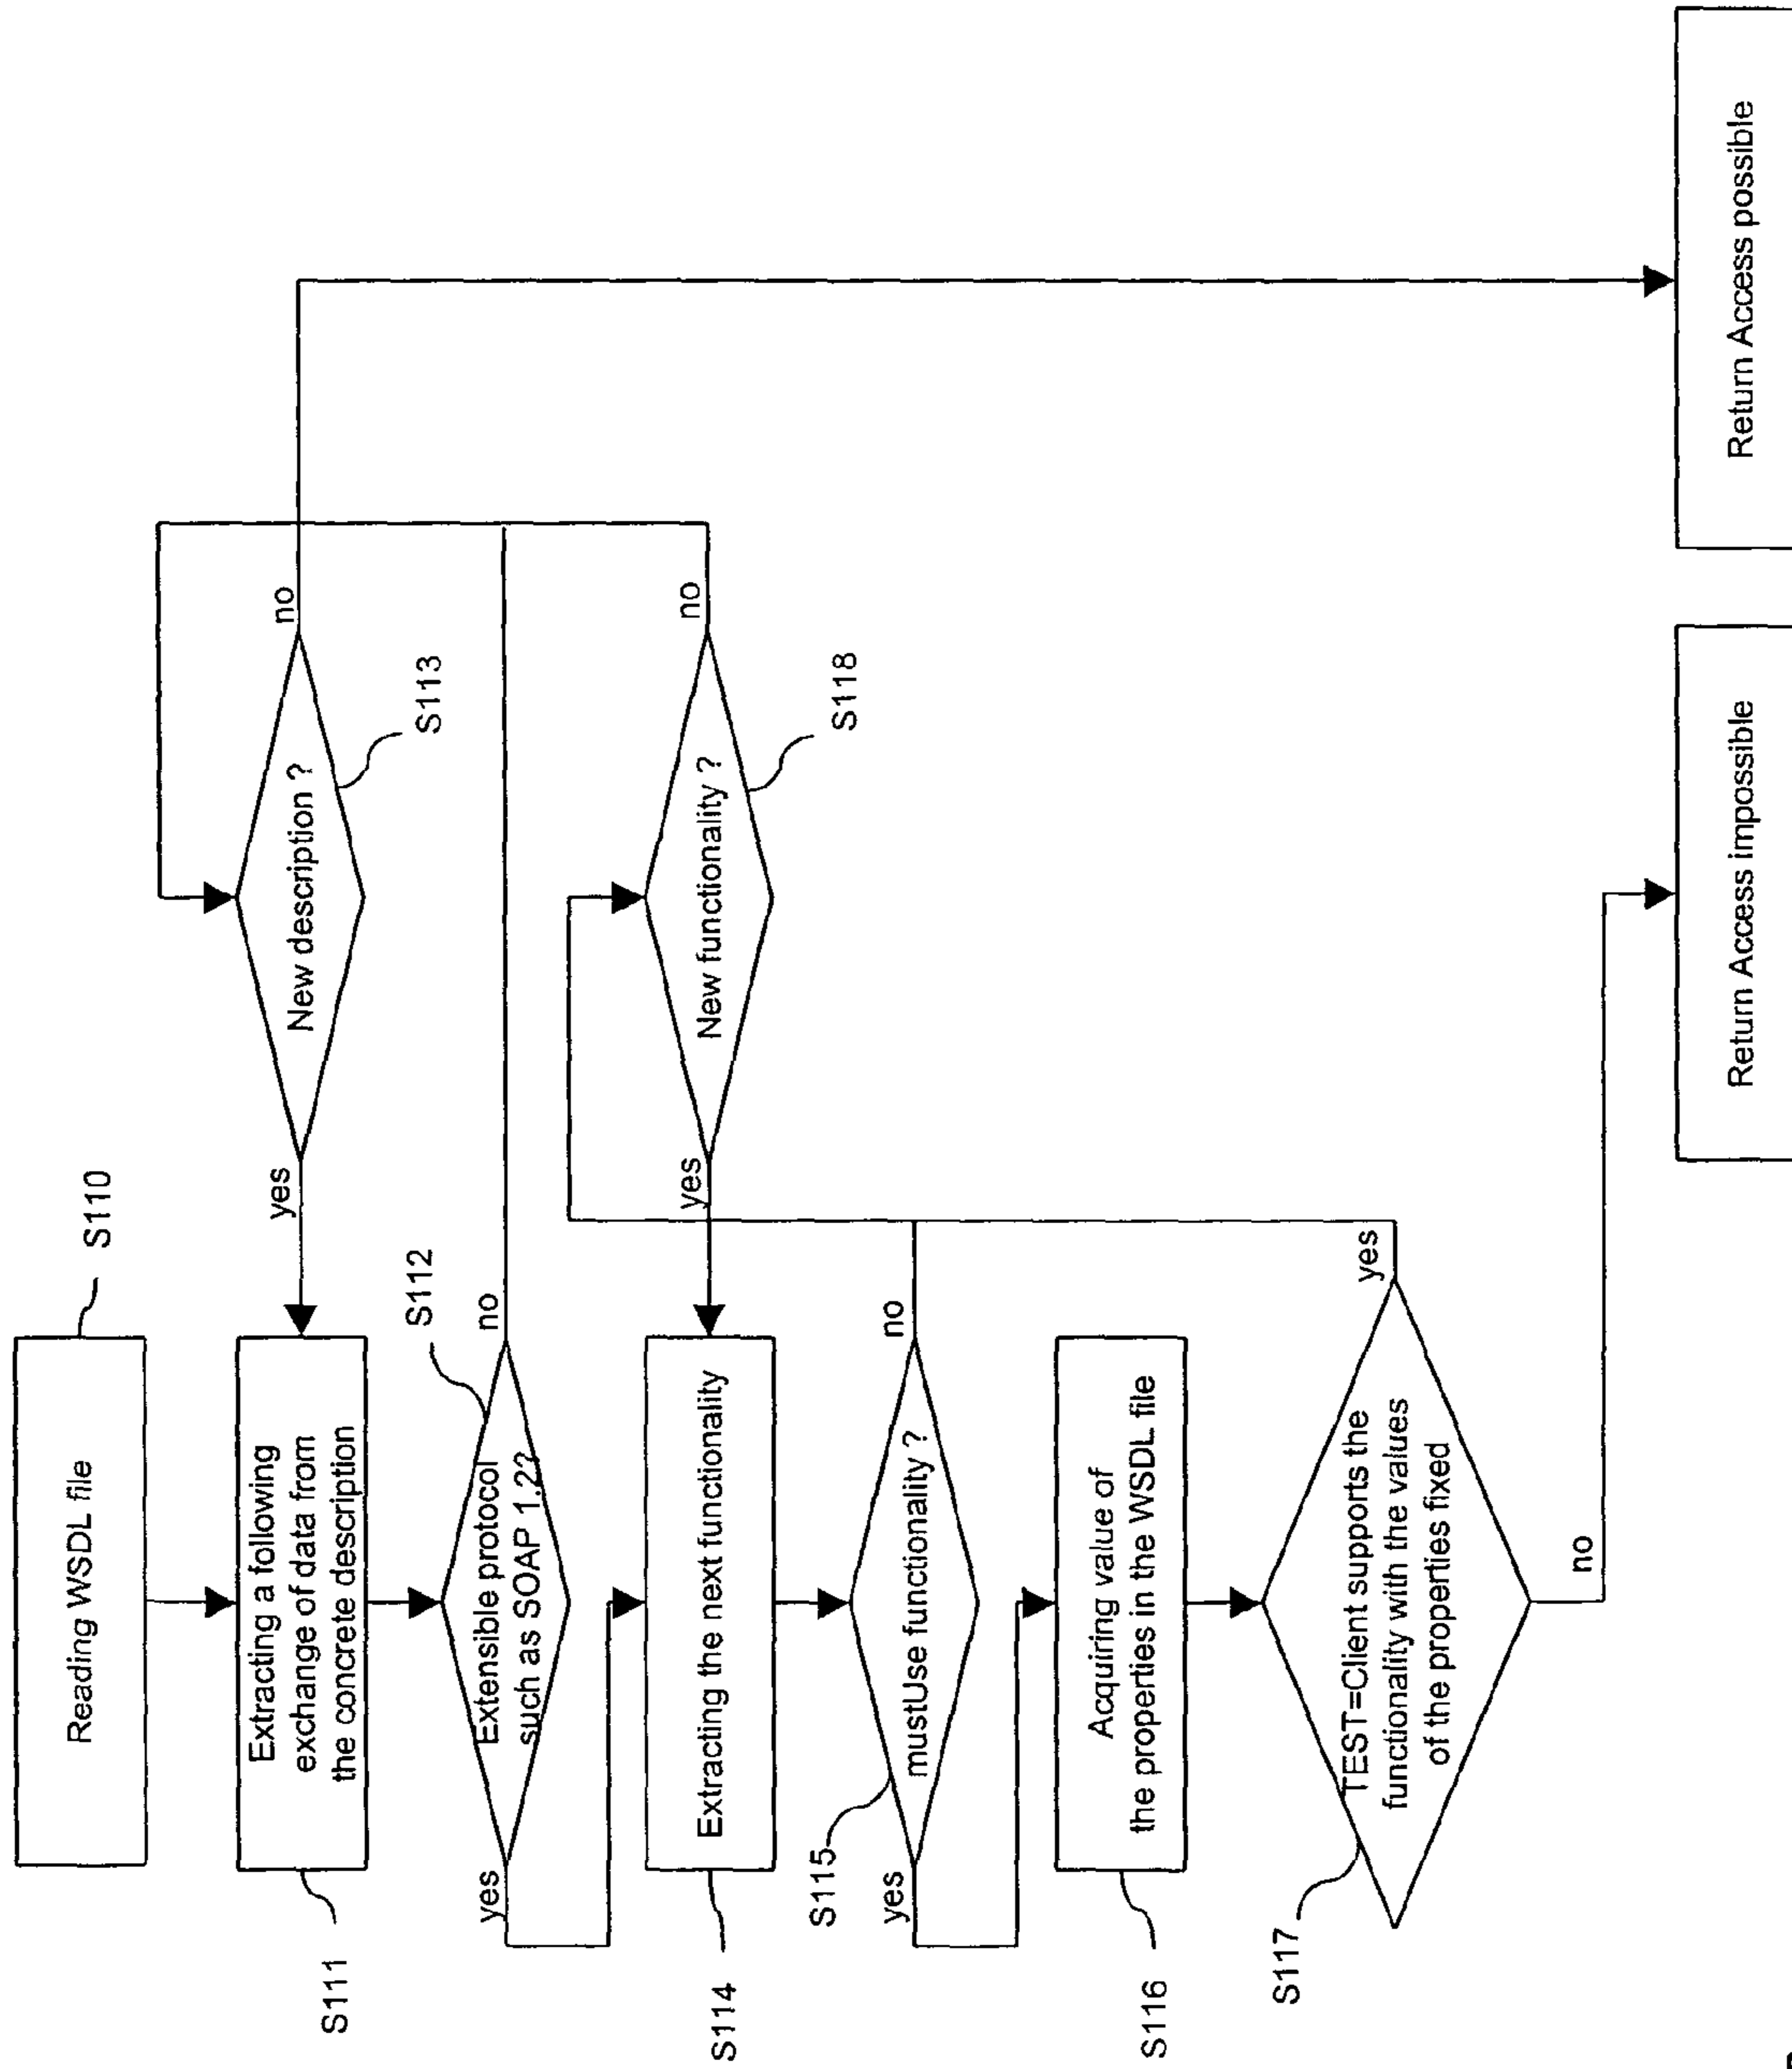 Reading WSDL file
S110
Extracting a following
exchange of data from
the concrete description
S111
yes
New description ?
no
S113
Extensible protocol
such as SOAP 1.2?
S112
yes
no
Extracting the next functionality
S114
yes
New functionality ?
no
S118
mustUse functionality ?
S115
yes
no
Acquiring value of
the properties in the WSDL file
S116
TEST=Client supports the
functionality with the values
of the properties fixed
S117
yes
no
Return Access impossible
Return Access possible